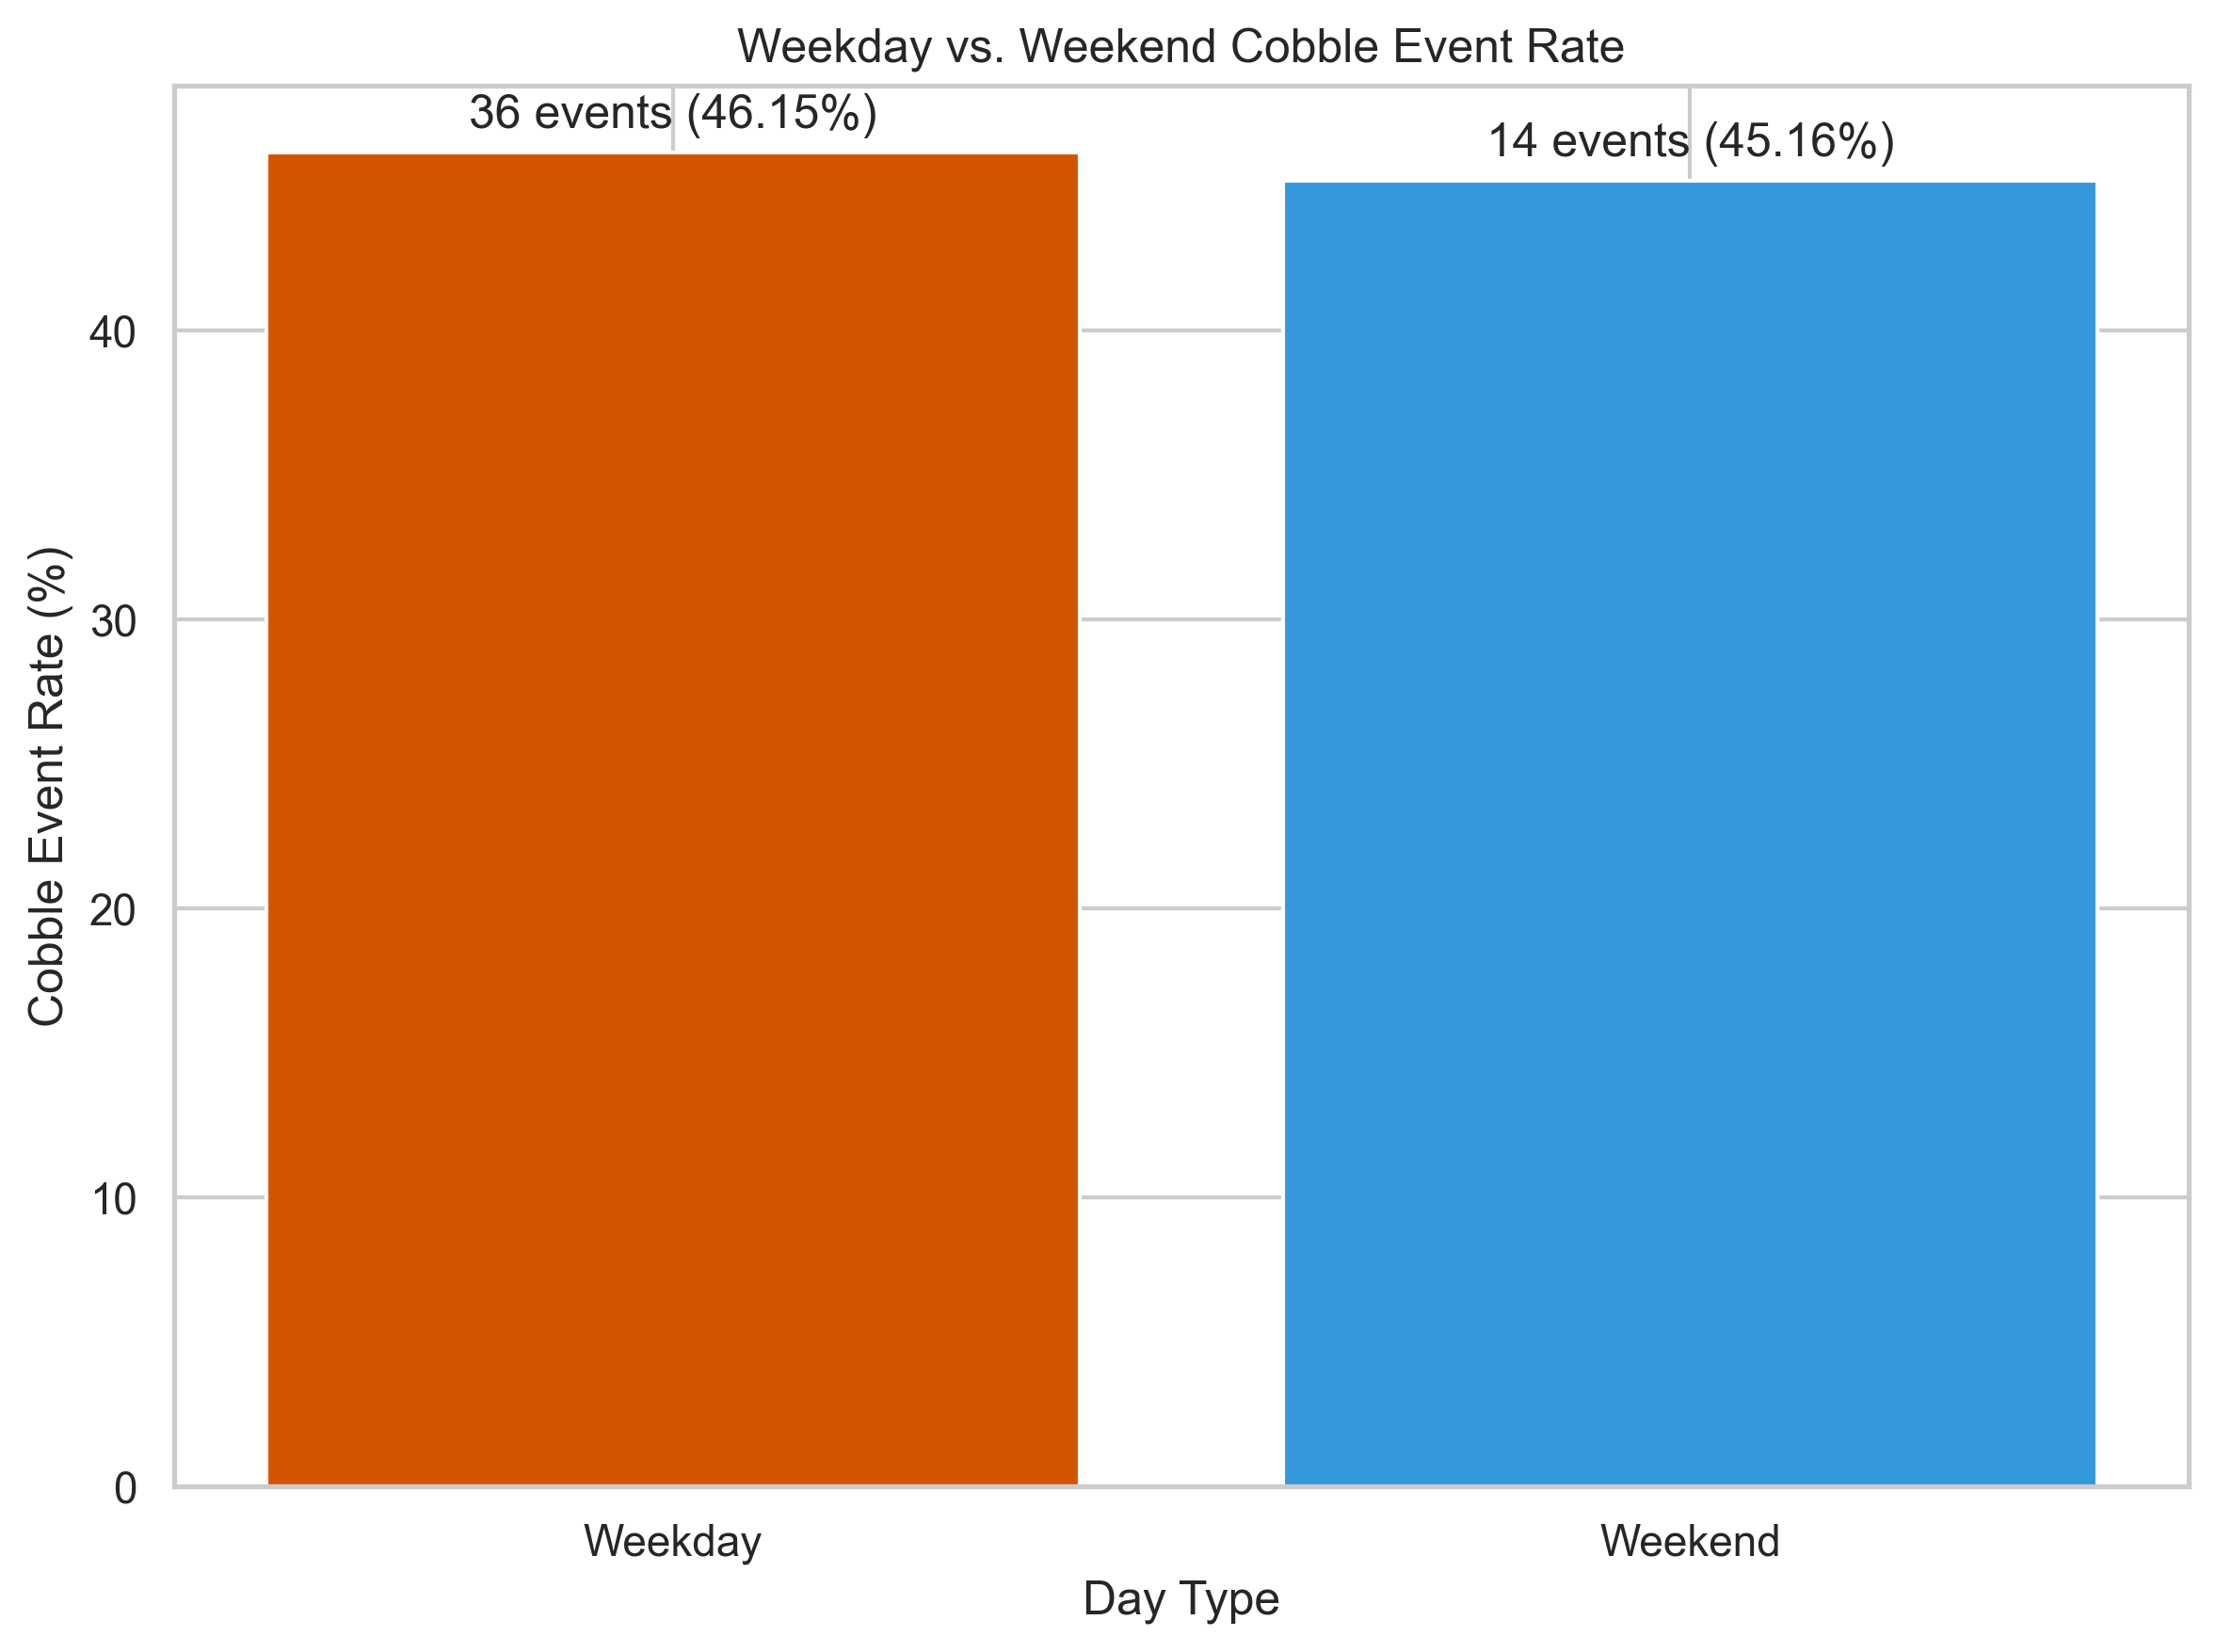 Weekday vs. Weekend Cobble Event Rate
36 events (46.15%)
14 events (45.16%)
Cobble Event Rate (%)
40
30
20
10
0
Weekday
Weekend
Day Type